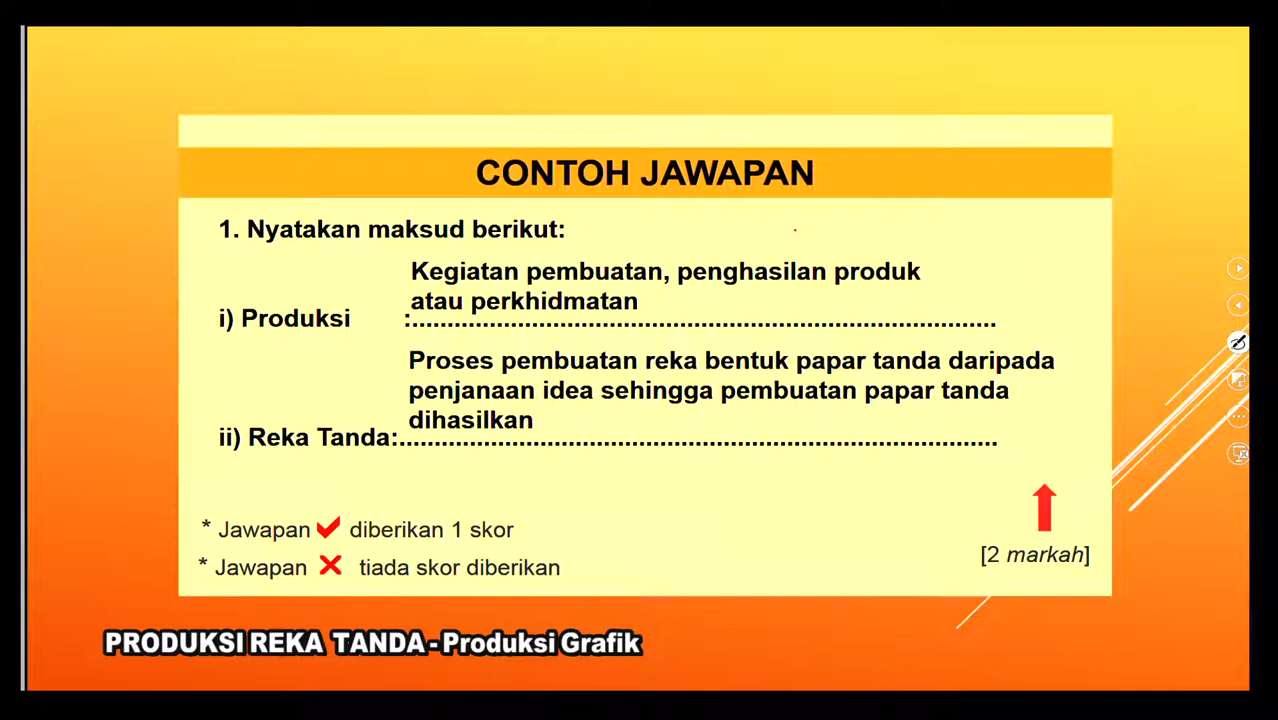 CONTOH JAWAPAN
1. Nyatakan maksud berikut:
Kegiatan pembuatan, penghasilan produk
atau perkhidmatan
i) Produksi :..................................................................................
Proses pembuatan reka bentuk papar tanda daripada
penjanaan idea sehingga pembuatan papar tanda
dihasilkan
ii) Reka Tanda:....................................................................................
* Jawapan ✔ diberikan 1 skor
* Jawapan ✕ tiada skor diberikan
[2 markah]
PRODUKSI REKA TANDA - Produksi Grafik